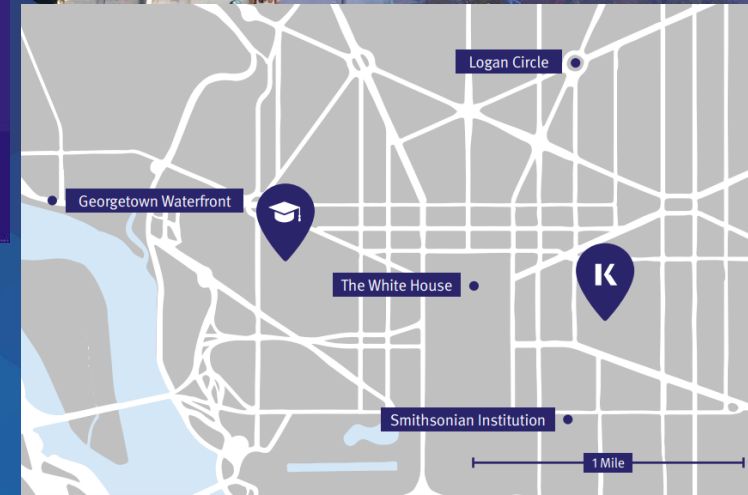 Logan Circle
Georgetown Waterfront
K
The White House
Smithsonian Institution
1 Mile